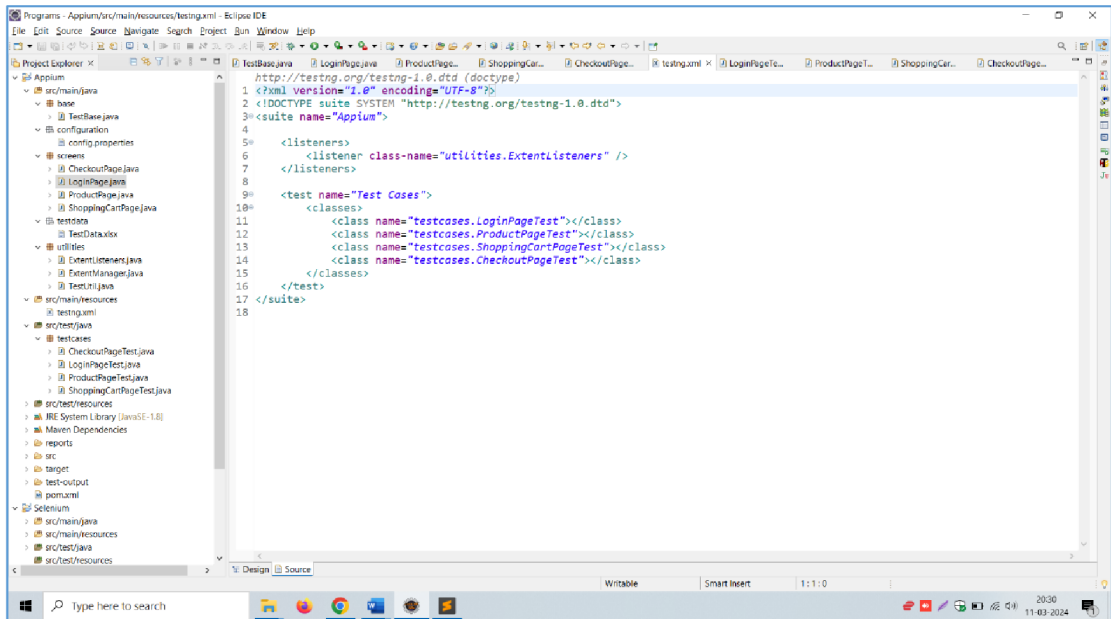 Programs - Appium/src/main/resources/testng.xml - Eclipse IDE
File Edit Source Source Navigate Search Project Run Window Help
Project Explorer
TestBase.java LoginPage.java ProductPage... ShoppingCar... CheckoutPage... testng.xml LoginPageTe... ProductPageT... ShoppingCar... CheckoutPage...
Appium
src/main/java
base
TestBase.java
configuration
config.properties
screens
CheckoutPage.java
LoginPage.java
ProductPage.java
ShoppingCartPage.java
testdata
TestData.xlsx
utilities
ExtentListeners.java
ExtentManager.java
TestUtil.java
src/main/resources
testng.xml
src/test/java
testcases
CheckoutPageTest.java
LoginPageTest.java
ProductPageTest.java
ShoppingCartPageTest.java
src/test/resources
JRE System Library [JavaSE-1.8]
Maven Dependencies
reports
src
target
test-output
pom.xml
Selenium
src/main/java
src/main/resources
src/test/java
src/test/resources
http://testng.org/testng-1.0.dtd (doctype)
1 <?xml version="1.0" encoding="UTF-8"?>
2 <!DOCTYPE suite SYSTEM "http://testng.org/testng-1.0.dtd">
3 <suite name="Appium">
4
5 <listeners>
6 <listener class-name="utilities.ExtentListeners" />
7 </listeners>
8
9 <test name="Test Cases">
10 <classes>
11 <class name="testcases.LoginPageTest"></class>
12 <class name="testcases.ProductPageTest"></class>
13 <class name="testcases.ShoppingCartPageTest"></class>
14 <class name="testcases.CheckoutPageTest"></class>
15 </classes>
16 </test>
17 </suite>
18
Design Source
Writable Smart Insert 1:1:0
Type here to search
20:30
11-03-2024